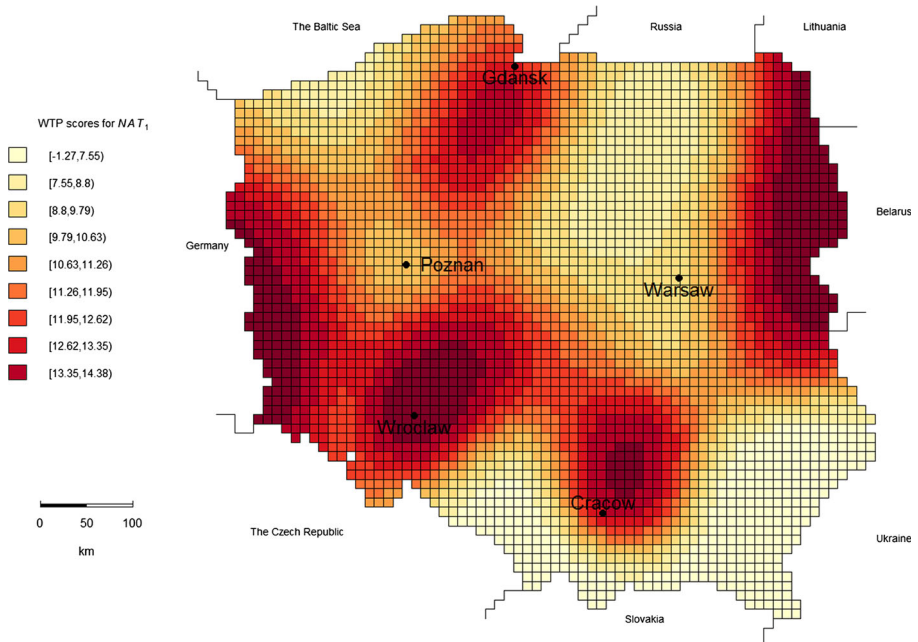 The Baltic Sea
Russia
Lithuania
Gdańsk
WTP scores for NAT1
[-1.27,7.55)
[7.55,8.8)
[8.8,9.79)
[9.79,10.63)
[10.63,11.26)
[11.26,11.95)
[11.95,12.62)
[12.62,13.35)
[13.35,14.38)
Belarus
Germany
Poznan
Warsaw
Wroclaw
Cracow
0 50 100
km
The Czech Republic
Ukraine
Slovakia